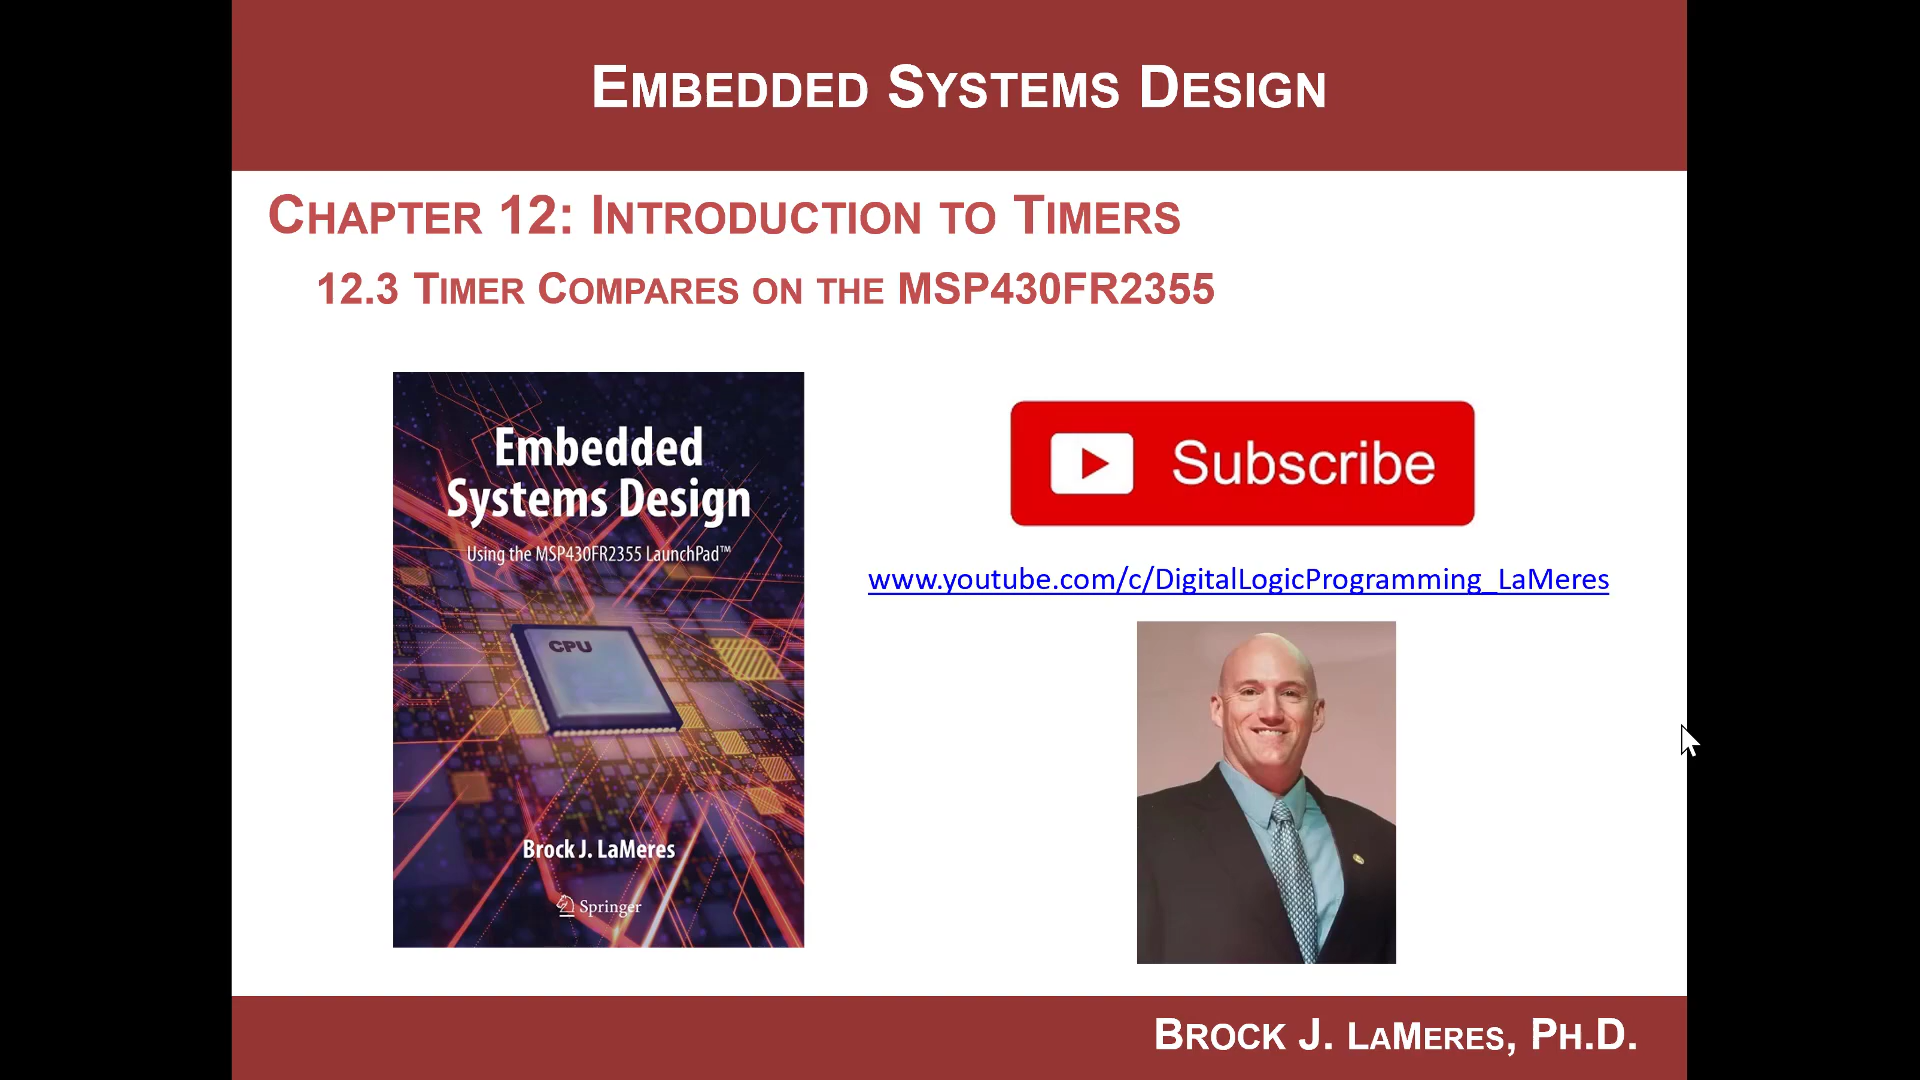 EMBEDDED SYSTEMS DESIGN
CHAPTER 12: INTRODUCTION TO TIMERS
12.3 TIMER COMPARES ON THE MSP430FR2355
Embedded
Systems Design
Using the MSP430FR2355 LaunchPad™
CPU
Brock J. LaMeres
Springer
Subscribe
www.youtube.com/c/DigitalLogicProgramming_LaMeres
BROCK J. LAMERES, PH.D.